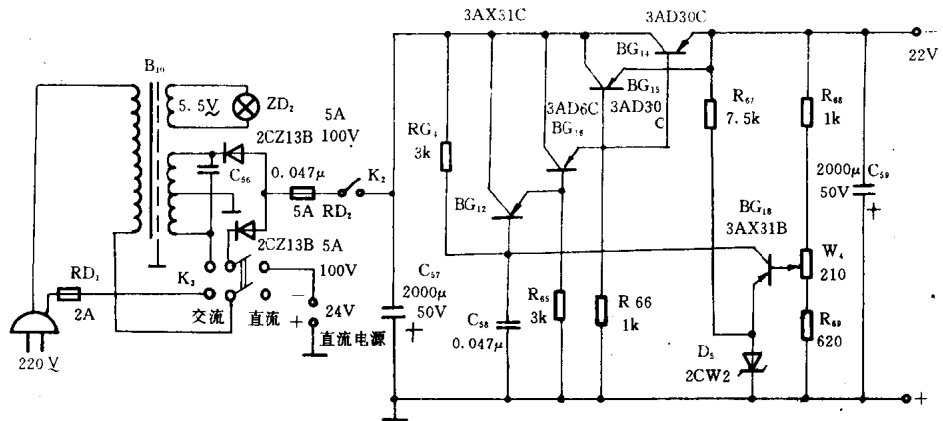 3AX31C
3AD30C
22V
BG₁₄
B₁₀
5.5V
ZD₂
5A
100V
2CZ13B
C₅₆
0.047μ
K₂
5A
RD₂
2CZ13B 5A
100V
RG₄
3k
3AD6C
BG₁₆
BG₁₅
3AD30
C
R₆₇
7.5k
R₆₈
1k
2000μ
50V
C₅₉
+
BG₁₂
BG₁₈
3AX31B
W₄
210
RD₁
2A
K₃
交流
直流
−
24V
+
直流电源
220V
C₅₇
2000μ
50V
+
C₅₈
0.047μ
R₆₅
3k
R 66
1k
D₅
2CW2
R₆₉
620
−
+